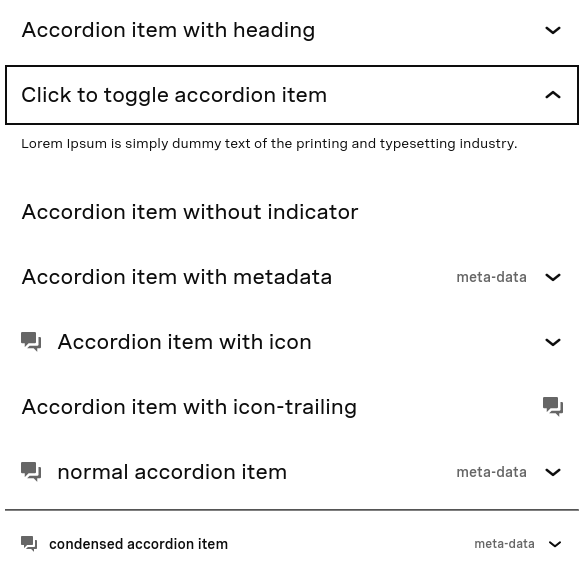 Accordion item with heading
Click to toggle accordion item
Lorem Ipsum is simply dummy text of the printing and typesetting industry.
Accordion item without indicator
Accordion item with metadata meta-data
Accordion item with icon
Accordion item with icon-trailing
normal accordion item meta-data
condensed accordion item meta-data